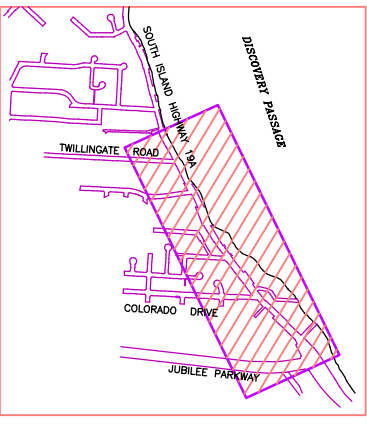 SOUTH ISLAND HIGHWAY 19A
DISCOVERY PASSAGE
TWILLINGATE ROAD
COLORADO DRIVE
JUBILEE PARKWAY